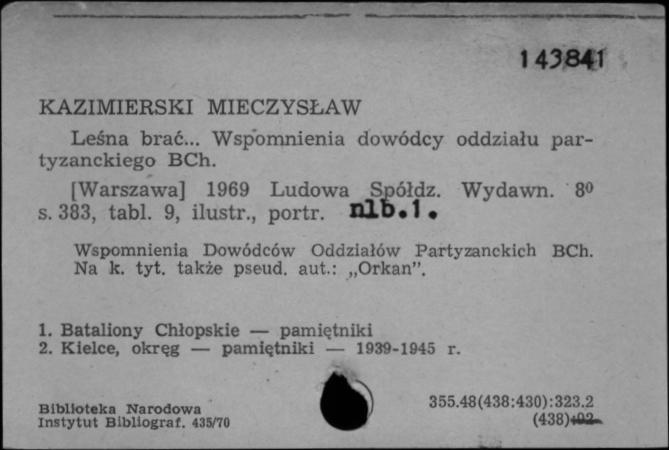 143841
KAZIMIERSKI MIECZYSŁAW
Leśna brać... Wspomnienia dowódcy oddziału par-
tyzanckiego BCh.
[Warszawa] 1969 Ludowa Spółdz. Wydawn. 8⁰
s. 383, tabl. 9, ilustr., portr. nlb.1.
Wspomnienia Dowódców Oddziałów Partyzanckich BCh.
Na k. tyt. także pseud. aut.: „Orkan”.
1. Bataliony Chłopskie — pamiętniki
2. Kielce, okręg — pamiętniki — 1939-1945 r.
Biblioteka Narodowa
Instytut Bibliograf. 435/70
355.48(438:430):323.2
(438)